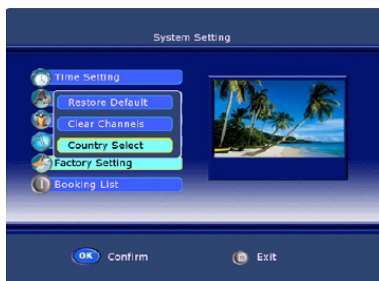 System Setting
Time Setting
Restore Default
Clear Channels
Country Select
Factory Setting
Booking List
OK Confirm
Exit